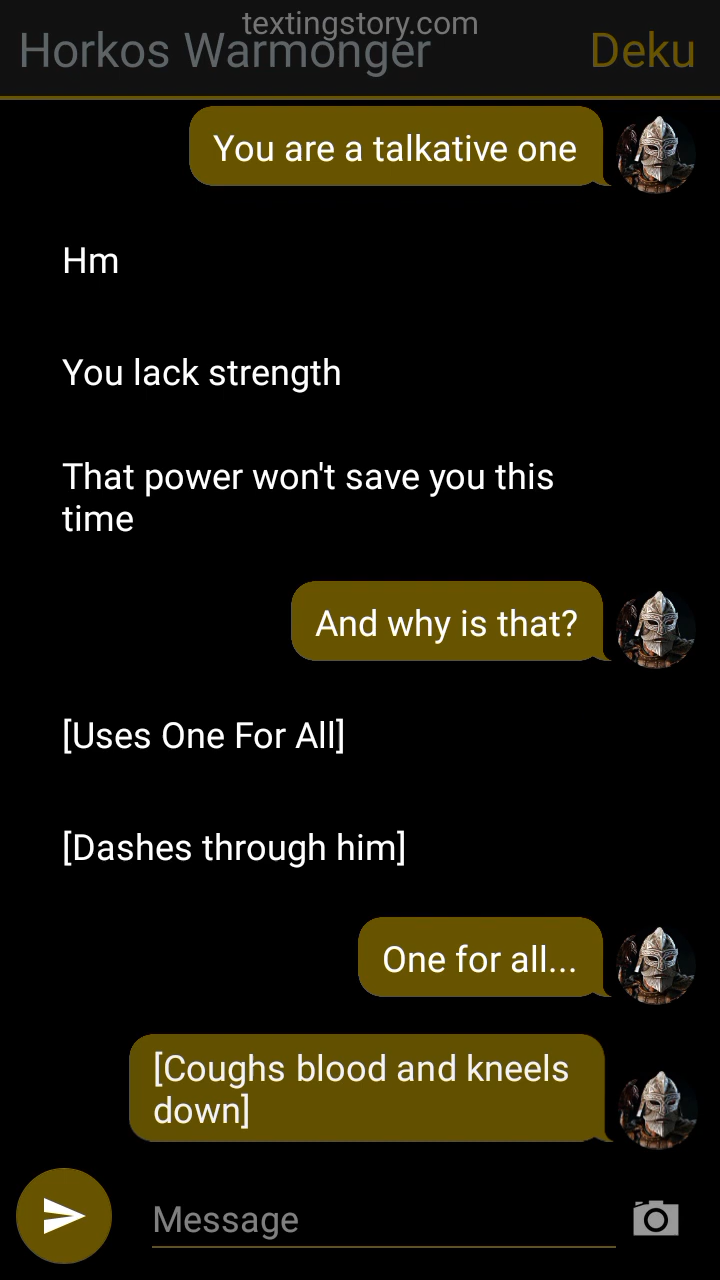 textingstory.com
Horkos Warmonger
Deku
You are a talkative one
Hm
You lack strength
That power won't save you this
time
And why is that?
[Uses One For All]
[Dashes through him]
One for all...
[Coughs blood and kneels
down]
Message